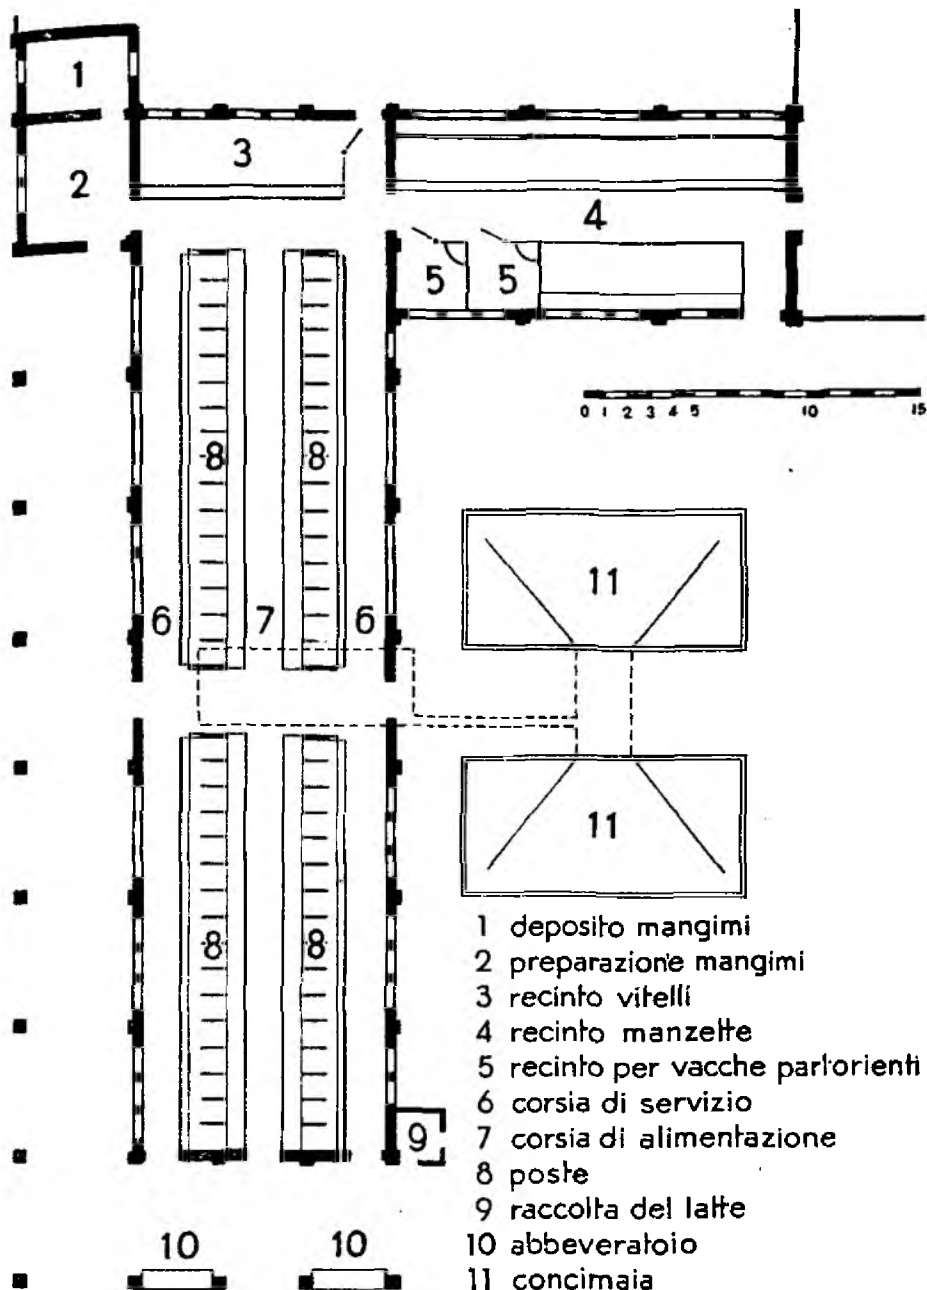 1
2
3
4
5 5
0 1 2 3 4 5 10 15
8 8
11
6 7 6
11
8 8
9
10 10
1 deposito mangimi
2 preparazione mangimi
3 recinto vitelli
4 recinto manzette
5 recinto per vacche partorienti
6 corsia di servizio
7 corsia di alimentazione
8 poste
9 raccolta del latte
10 abbeveratoio
11 concimaia